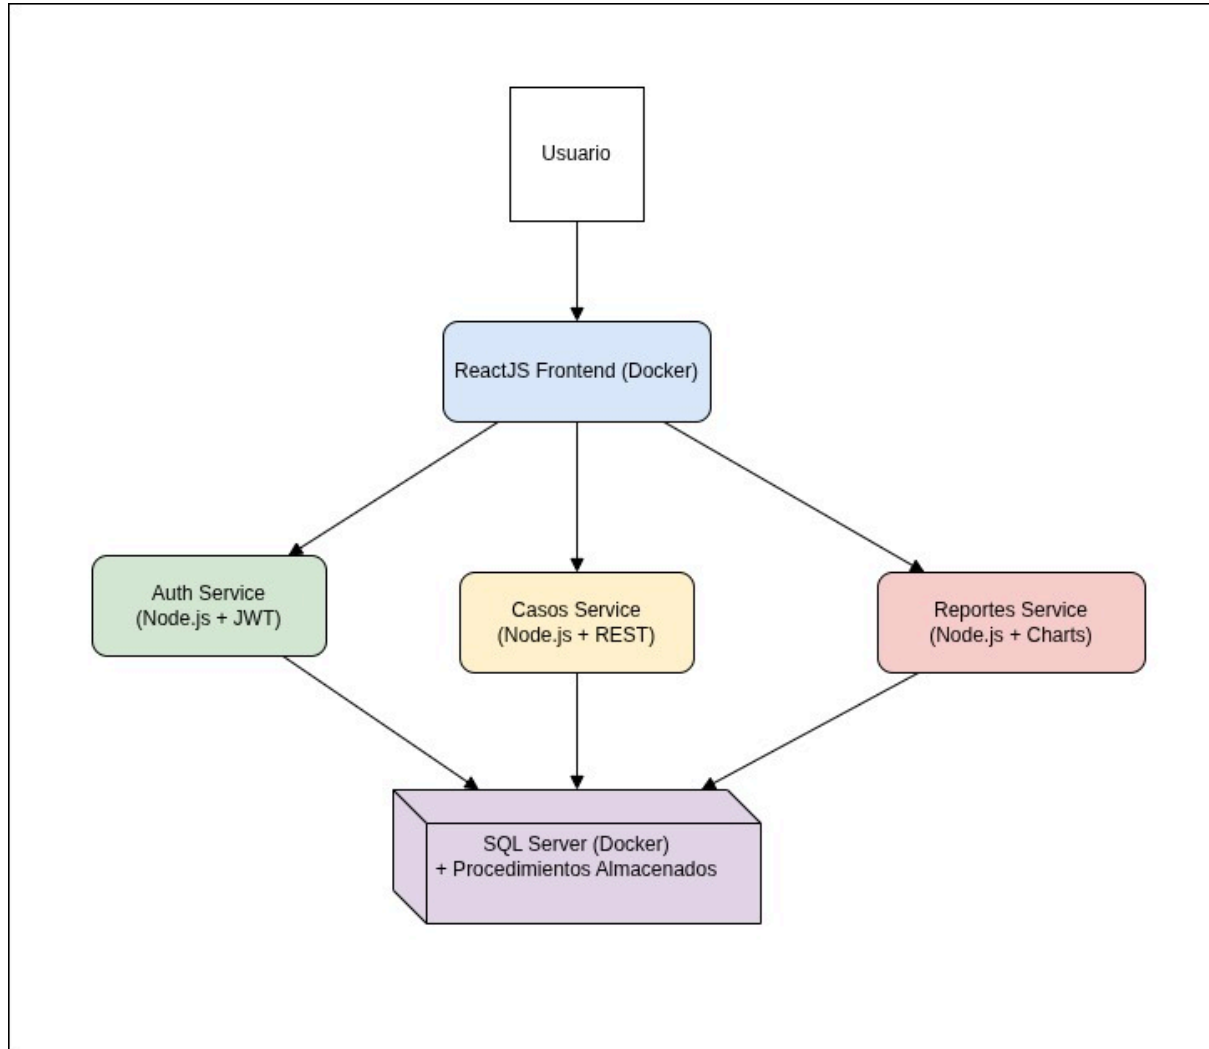 Usuario
ReactJS Frontend (Docker)
Auth Service
(Node.js + JWT)
Casos Service
(Node.js + REST)
Reportes Service
(Node.js + Charts)
SQL Server (Docker)
+ Procedimientos Almacenados